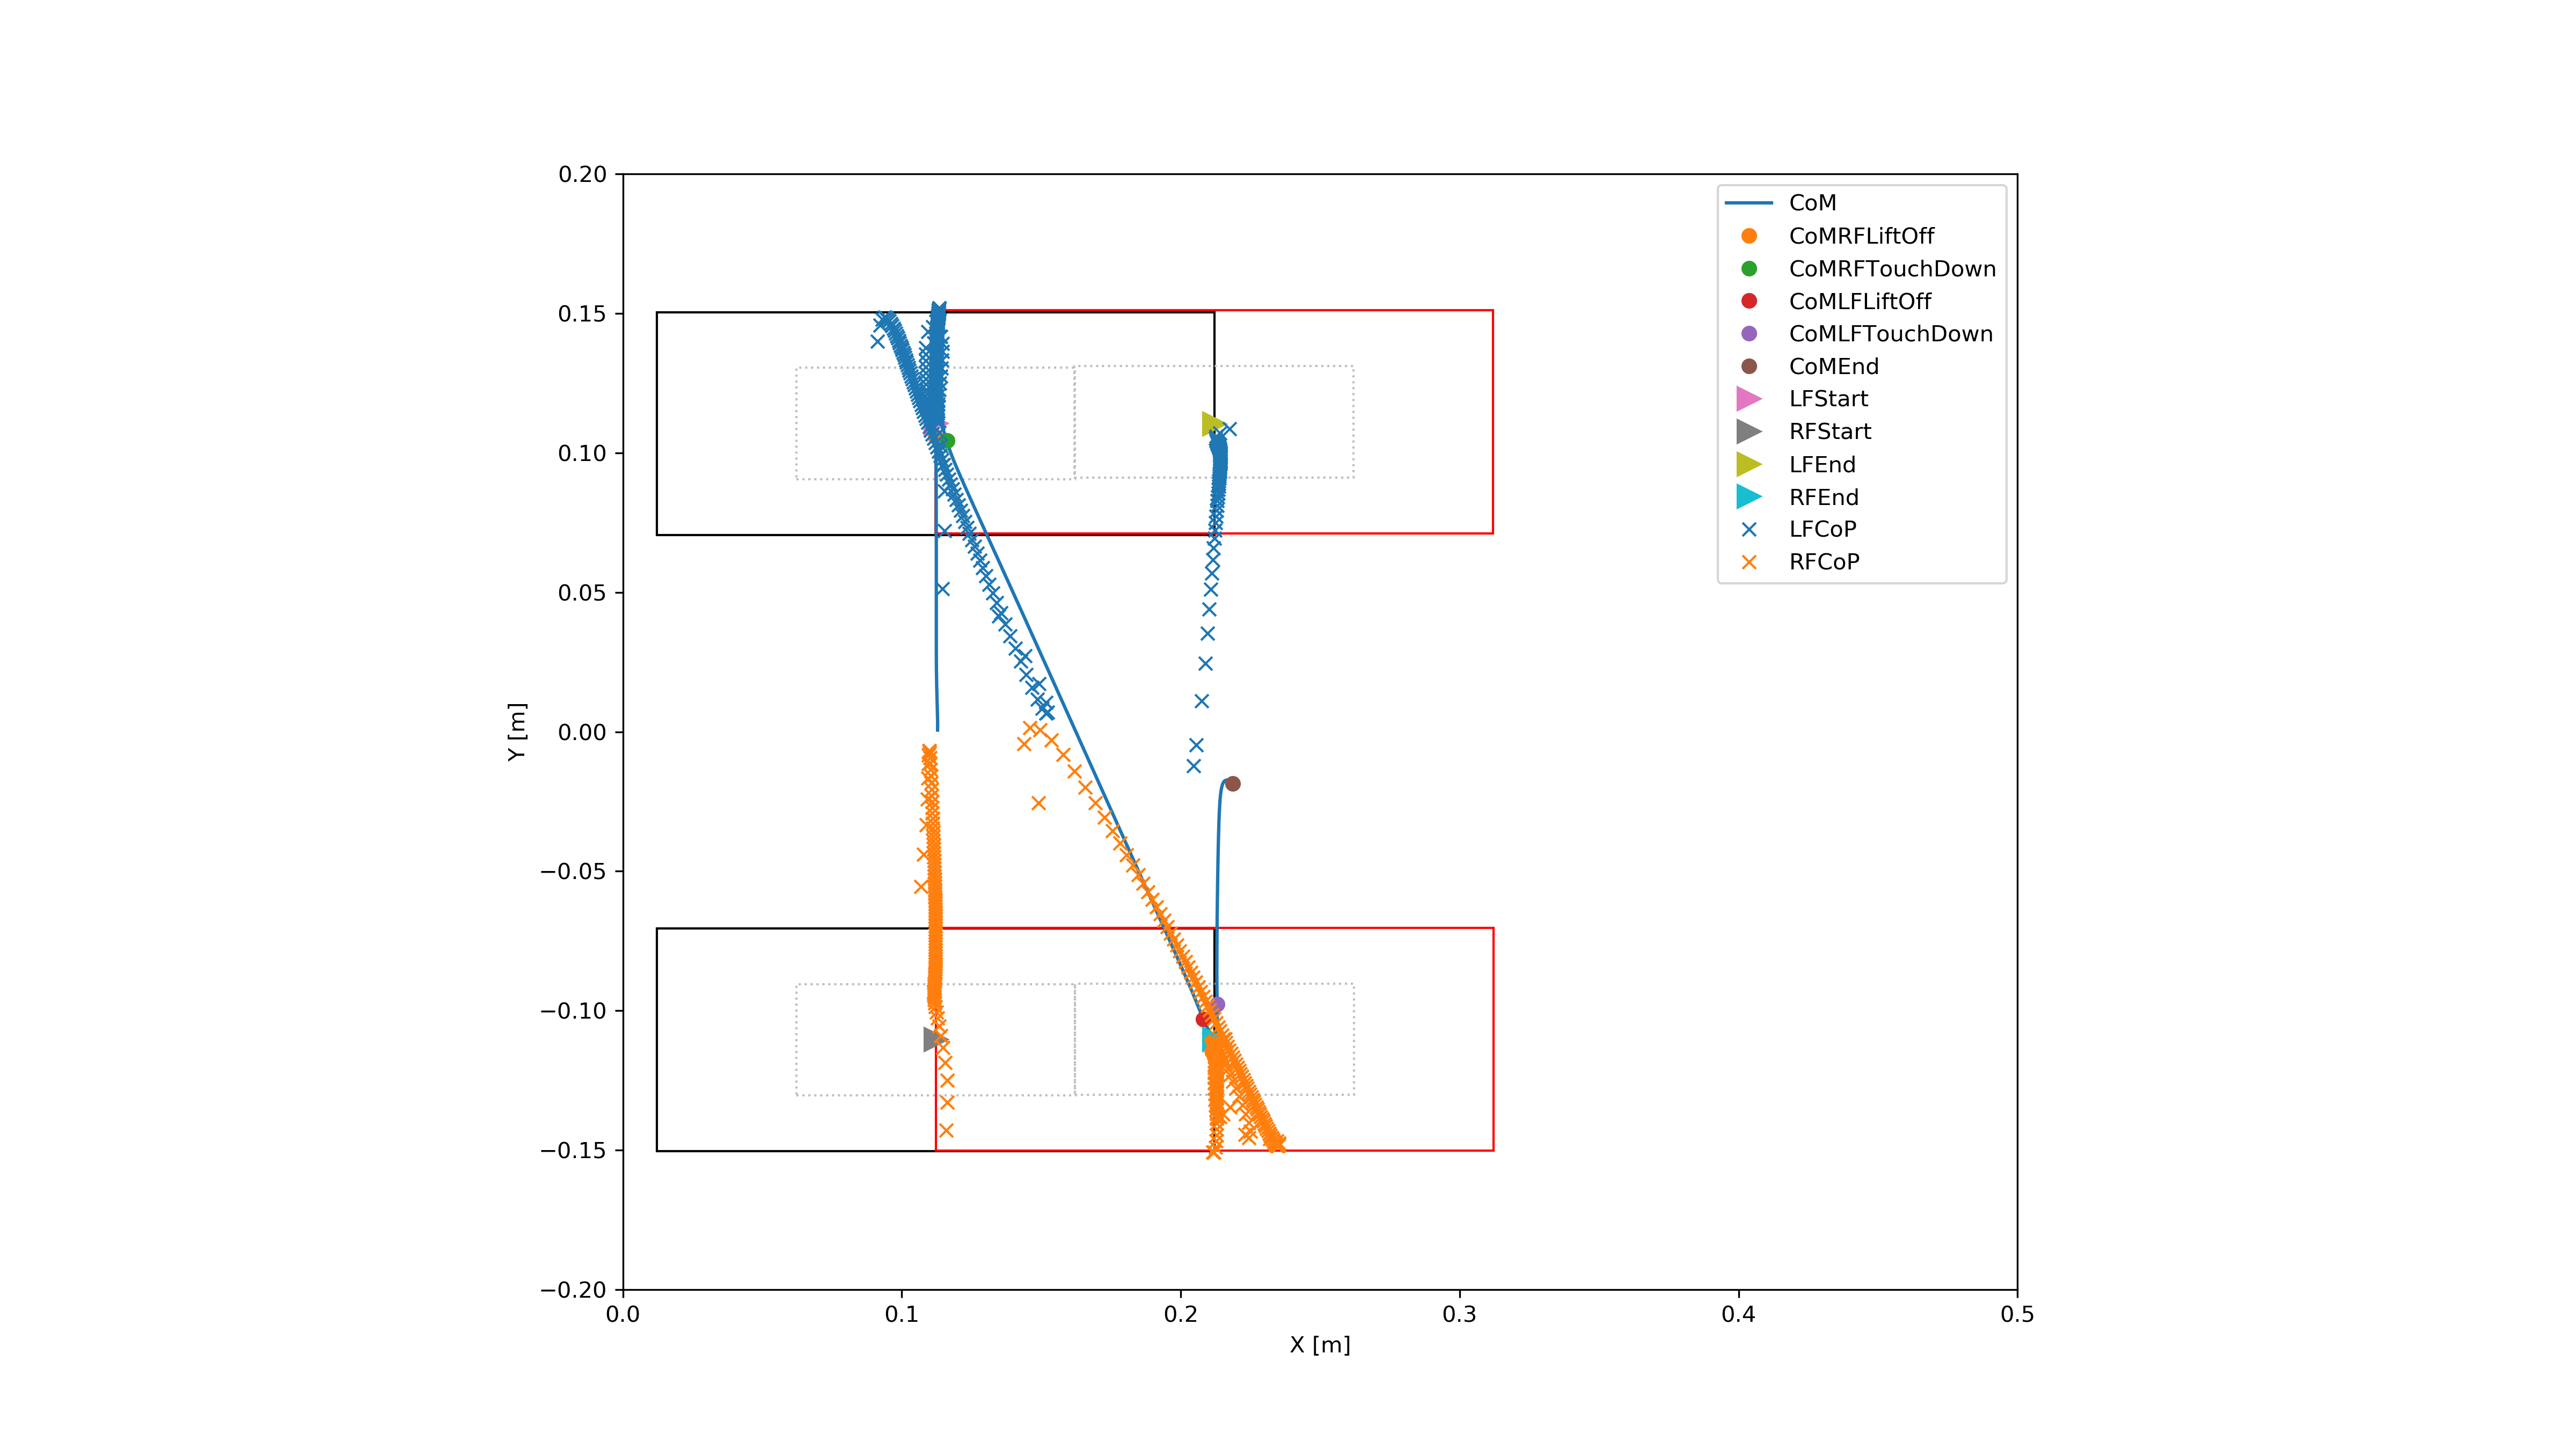 0.20
0.15
0.10
0.05
0.00
−0.05
−0.10
−0.15
−0.20
Y [m]
0.0
0.1
0.2
0.3
0.4
0.5
X [m]
CoM
CoMRFLiftOff
CoMRFTouchDown
CoMLFLiftOff
CoMLFTouchDown
CoMEnd
LFStart
RFStart
LFEnd
RFEnd
LFCoP
RFCoP